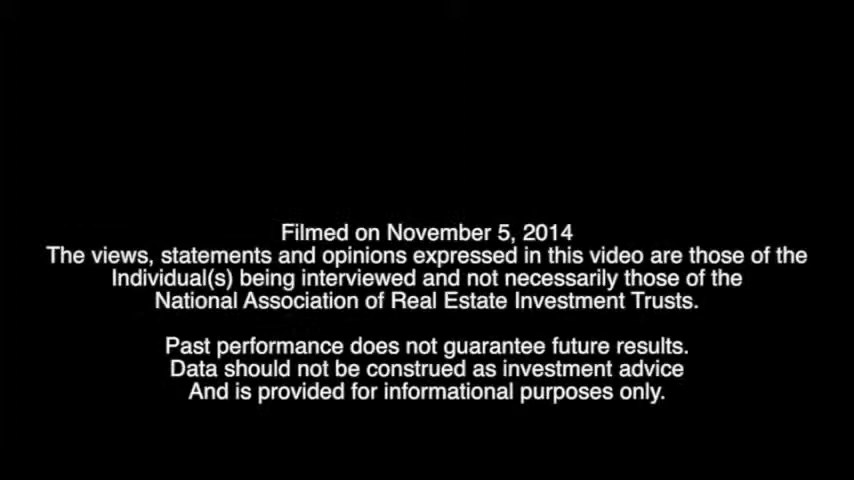 Filmed on November 5, 2014
The views, statements and opinions expressed in this video are those of the
Individual(s) being interviewed and not necessarily those of the
National Association of Real Estate Investment Trusts.
Past performance does not guarantee future results.
Data should not be construed as investment advice
And is provided for informational purposes only.